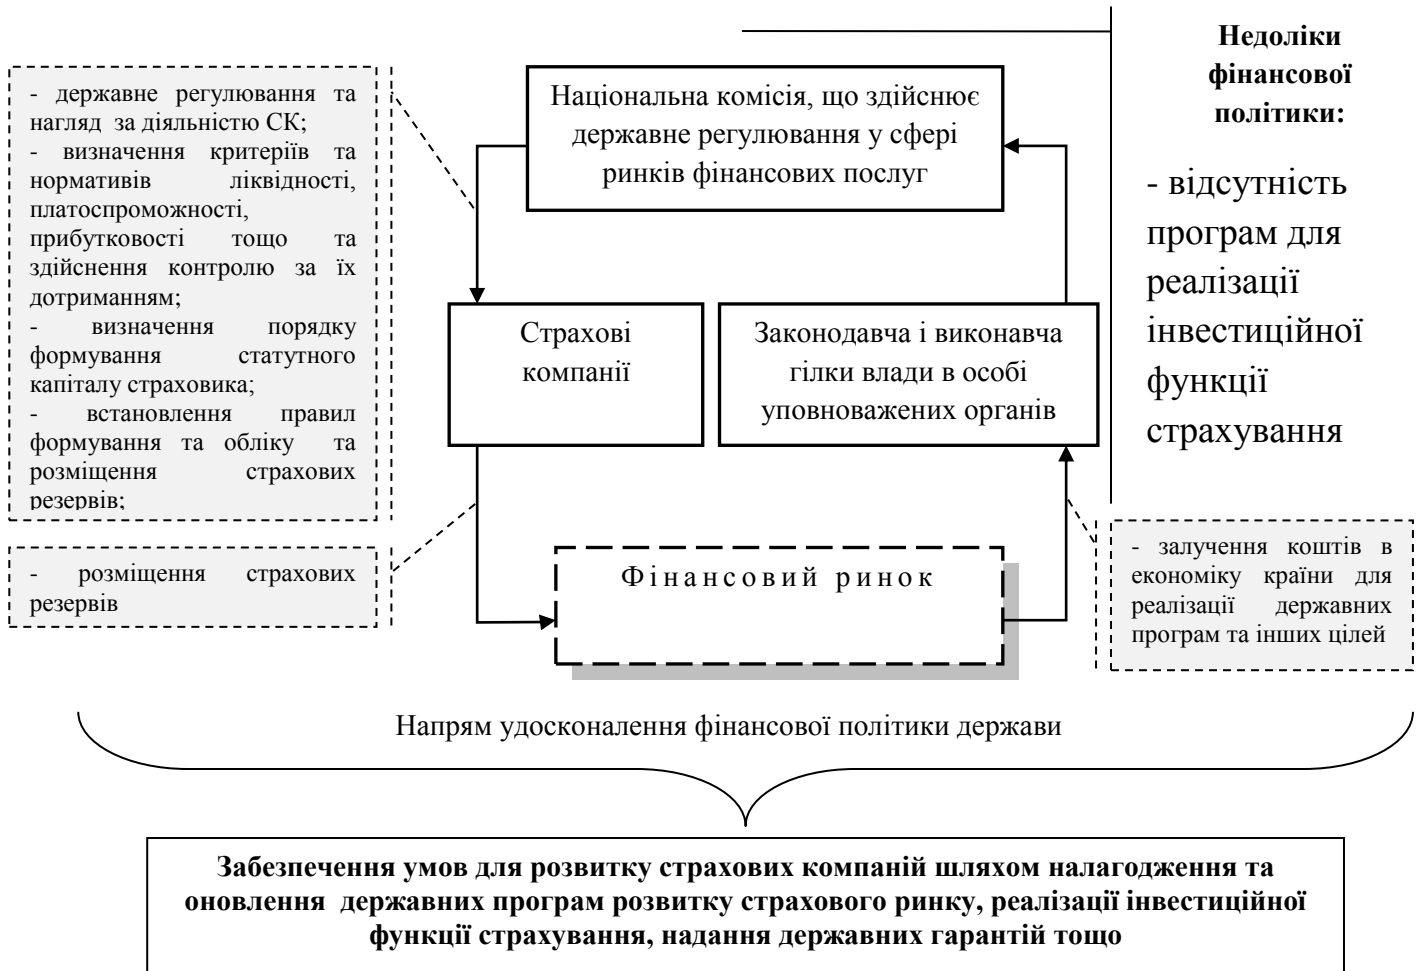 Недоліки
фінансової
політики:
- відсутність
програм для
реалізації
інвестиційної
функції
страхування
- державне регулювання та
нагляд за діяльністю СК;
- визначення критеріїв та
нормативів ліквідності,
платоспроможності,
прибутковості тощо та
здійснення контролю за їх
дотриманням;
- визначення порядку
формування статутного
капіталу страховика;
- встановлення правил
формування та обліку та
розміщення страхових
резервів;
Національна комісія, що здійснює
державне регулювання у сфері
ринків фінансових послуг
Страхові
компанії
Законодавча і виконавча
гілки влади в особі
уповноважених органів
- розміщення страхових
резервів
Фінансовий ринок
- залучення коштів в
економіку країни для
реалізації державних
програм та інших цілей
Напрям удосконалення фінансової політики держави
Забезпечення умов для розвитку страхових компаній шляхом налагодження та
оновлення державних програм розвитку страхового ринку, реалізації інвестиційної
функції страхування, надання державних гарантій тощо